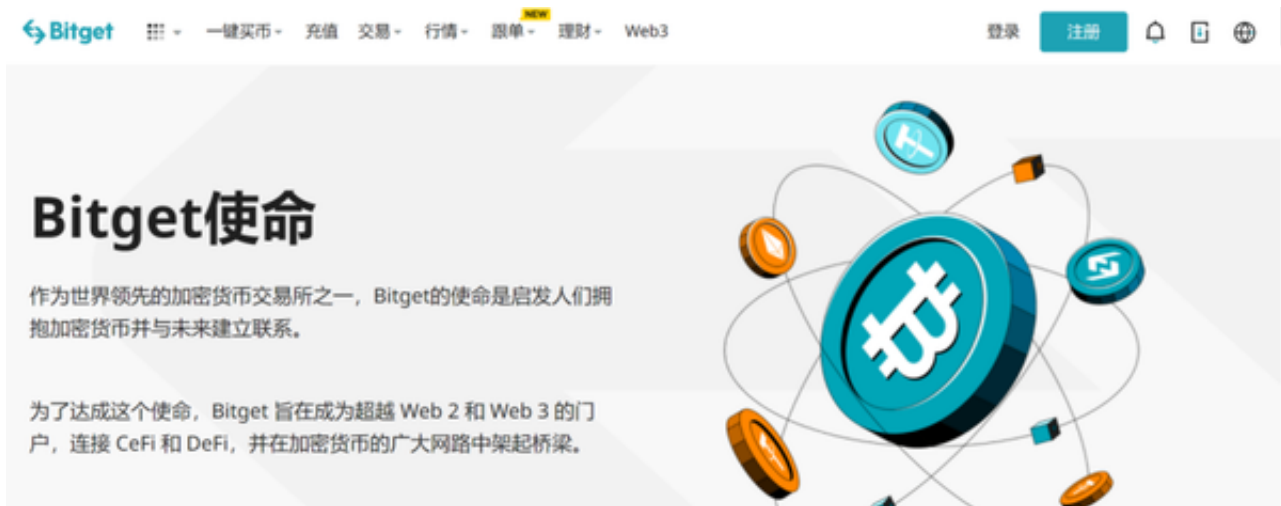 Bitget 一键买币 充值 交易 行情 跟单 NEW 理财 Web3 登录 注册
Bitget使命
作为世界领先的加密货币交易所之一，Bitget的使命是启发人们拥
抱加密货币并与未来建立联系。
为了达成这个使命，Bitget 旨在成为超越 Web 2 和 Web 3 的门
户，连接 CeFi 和 DeFi，并在加密货币的广大网路中架起桥梁。